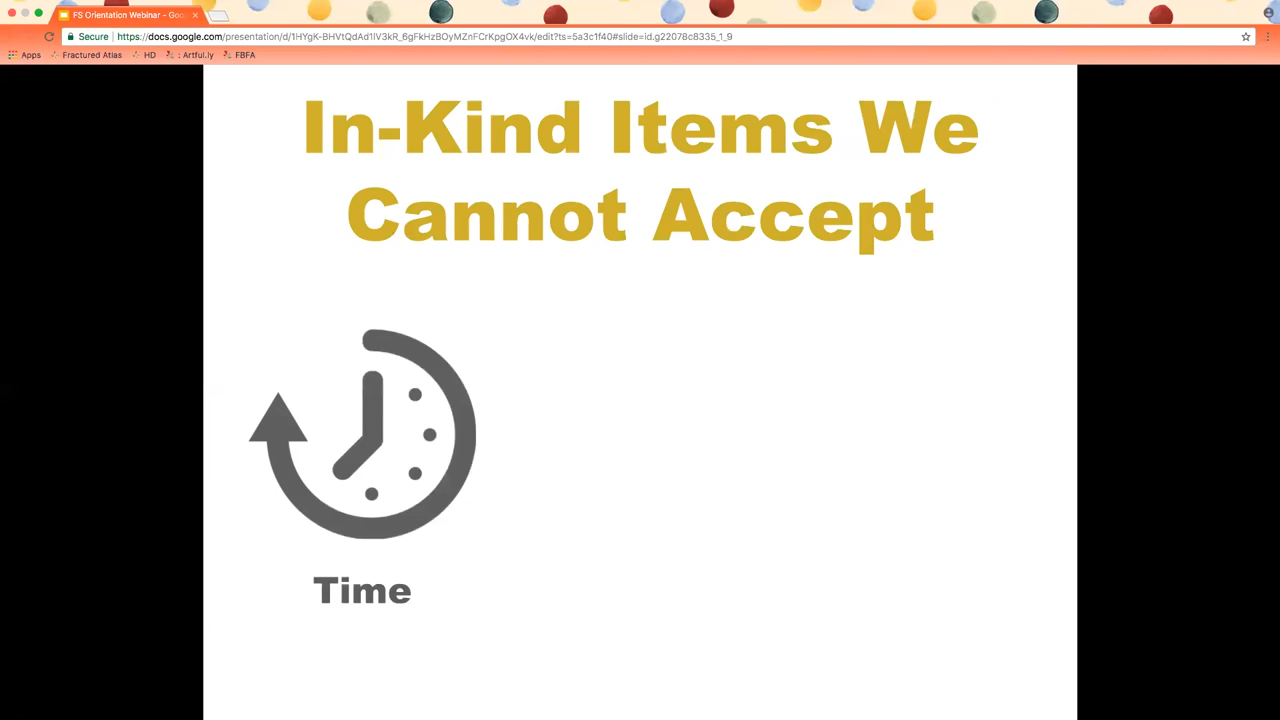 FS Orientation Webinar - Goo
Secure https://docs.google.com/presentation/d/1HYgK-BHVtQdAd1IV3kR_6gFkHzBOyMZnFCrKpgOX4vk/edit?ts=5a3c1f40#slide=id.g22078c8335_1_9
Apps Fractured Atlas HD : Artful.ly FBFA
In-Kind Items We
Cannot Accept
Time